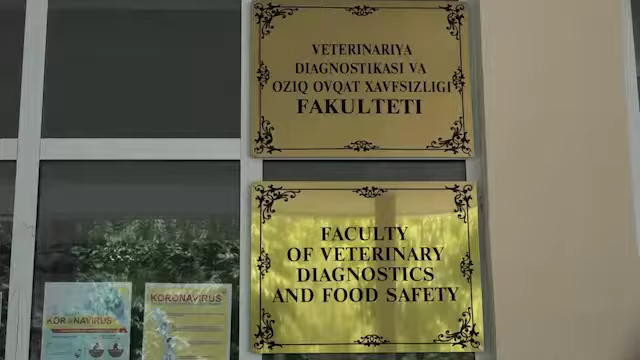 VETERINARIYA
DIAGNOSTIKASI VA
OZIQ OVQAT XAVFSIZLIGI
FAKULTETI
FACULTY
OF VETERINARY
DIAGNOSTICS
AND FOOD SAFETY
KORONAVIRUS
KORONAVIRUS